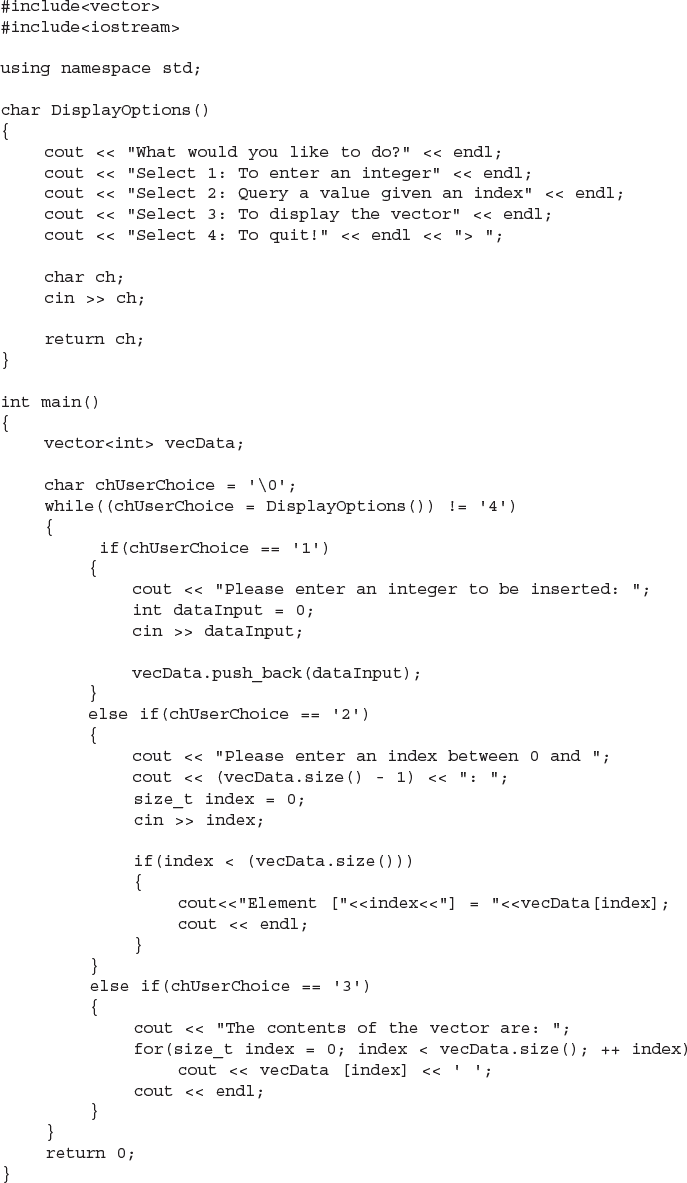 #include<vector>
#include<iostream>
using namespace std;
char DisplayOptions()
{
cout << "What would you like to do?" << endl;
cout << "Select 1: To enter an integer" << endl;
cout << "Select 2: Query a value given an index" << endl;
cout << "Select 3: To display the vector" << endl;
cout << "Select 4: To quit!" << endl << "> ";
char ch;
cin >> ch;
return ch;
}
int main()
{
vector<int> vecData;
char chUserChoice = '\0';
while((chUserChoice = DisplayOptions()) != '4')
{
if(chUserChoice == '1')
{
cout << "Please enter an integer to be inserted: ";
int dataInput = 0;
cin >> dataInput;
vecData.push_back(dataInput);
}
else if(chUserChoice == '2')
{
cout << "Please enter an index between 0 and ";
cout << (vecData.size() - 1) << ": ";
size_t index = 0;
cin >> index;
if(index < (vecData.size()))
{
cout<<"Element ["<<index<<"] = "<<vecData[index];
cout << endl;
}
}
else if(chUserChoice == '3')
{
cout << "The contents of the vector are: ";
for(size_t index = 0; index < vecData.size(); ++ index)
cout << vecData [index] << ' ';
cout << endl;
}
}
return 0;
}